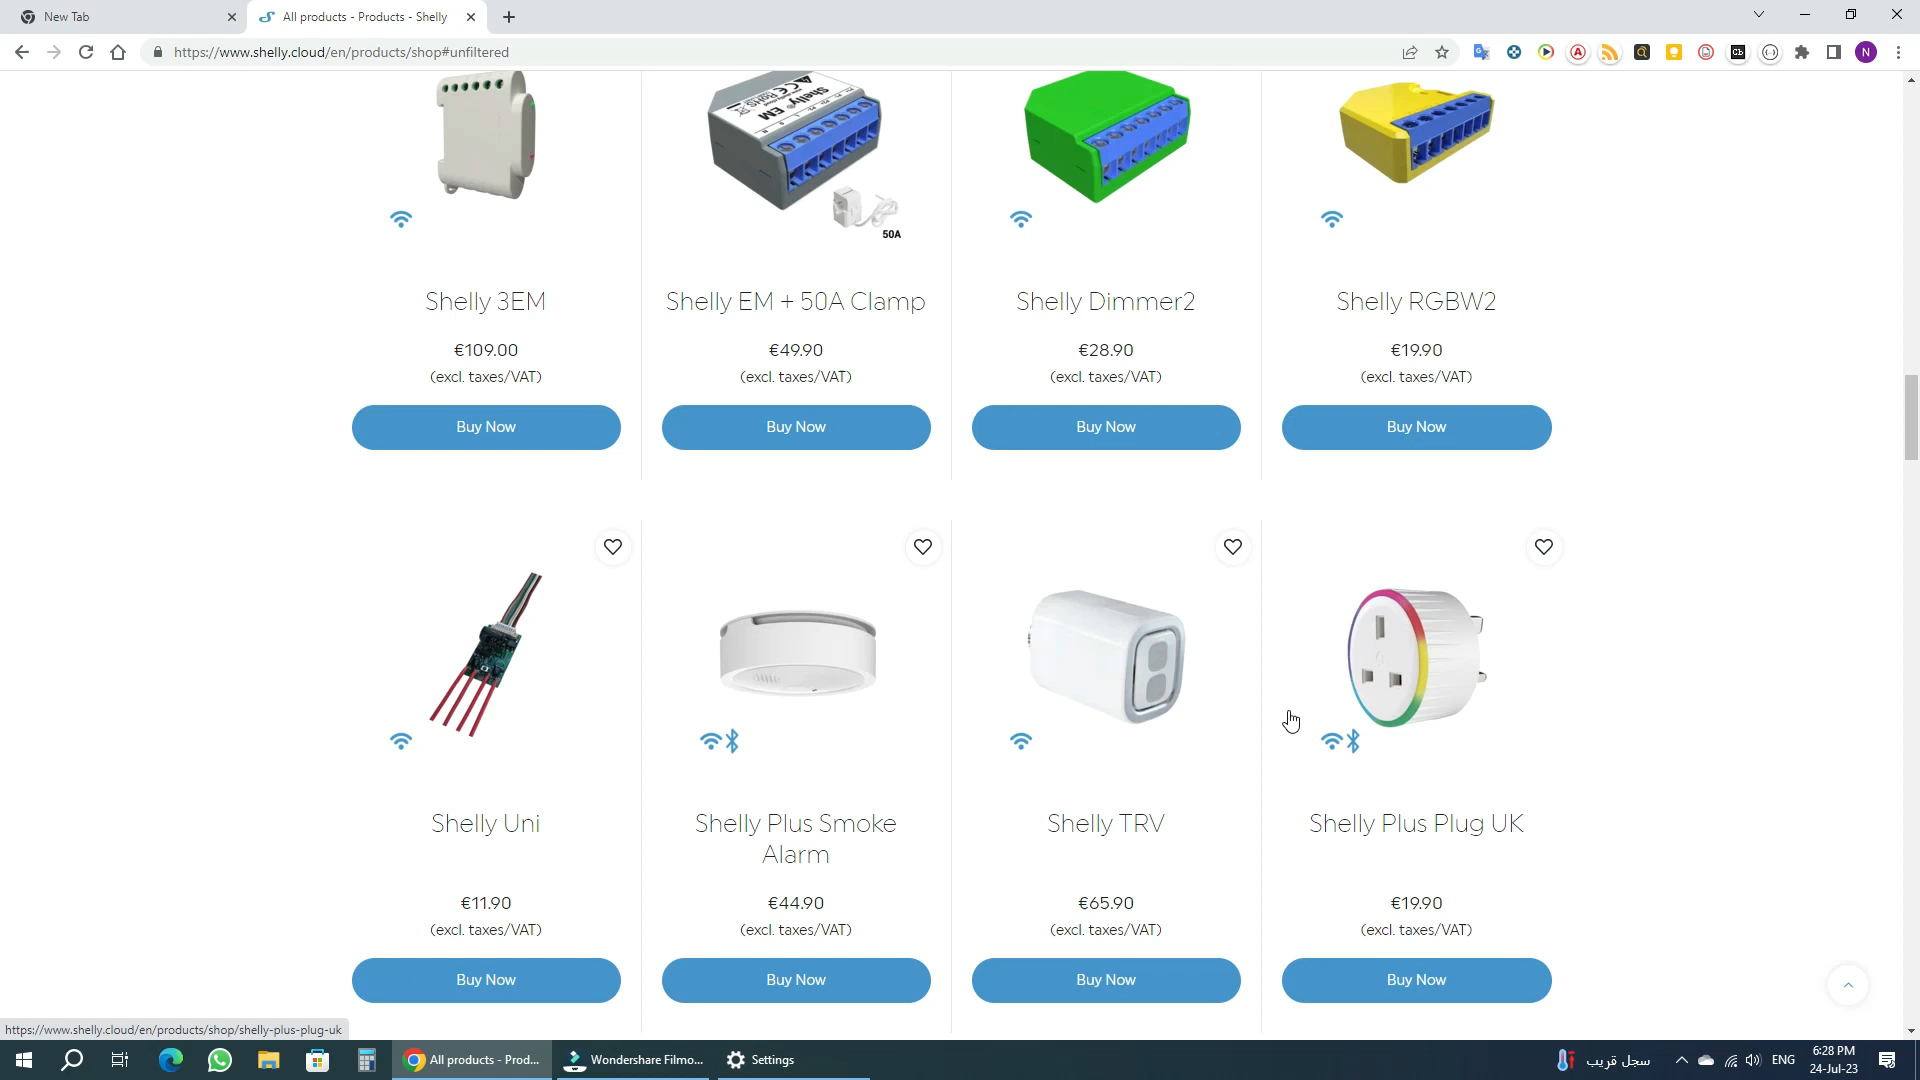 New Tab
All products - Products - Shelly
https://www.shelly.cloud/en/products/shop#unfiltered
Shelly EM
50A
Shelly 3EM
Shelly EM + 50A Clamp
Shelly Dimmer2
Shelly RGBW2
€109.00
€49.90
€28.90
€19.90
(excl. taxes/VAT)
(excl. taxes/VAT)
(excl. taxes/VAT)
(excl. taxes/VAT)
Buy Now
Buy Now
Buy Now
Buy Now
Shelly Uni
Shelly Plus Smoke
Alarm
Shelly TRV
Shelly Plus Plug UK
€11.90
€44.90
€65.90
€19.90
(excl. taxes/VAT)
(excl. taxes/VAT)
(excl. taxes/VAT)
(excl. taxes/VAT)
Buy Now
Buy Now
Buy Now
Buy Now
https://www.shelly.cloud/en/products/shop/shelly-plus-plug-uk
All products - Prod...
Wondershare Filmo...
Settings
سجل قريب
ENG
6:28 PM
24-Jul-23